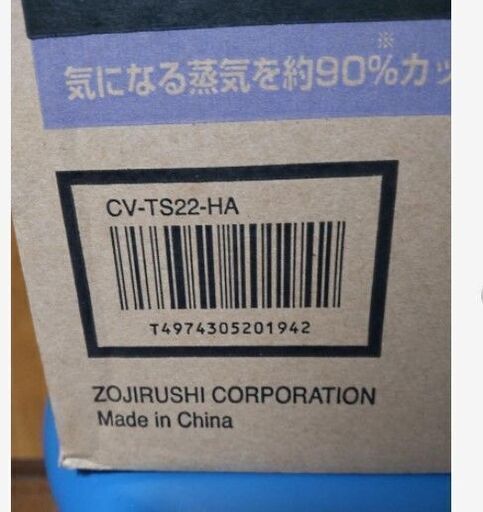 ※
気になる蒸気を約90%カッ
CV-TS22-HA
T4974305201942
ZOJIRUSHI CORPORATION
Made in China